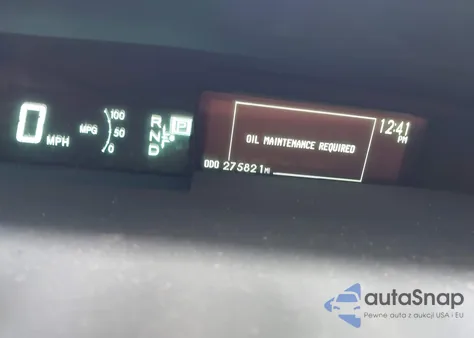 0 MPH
MPG
100
50
0
R
N
D
P
OIL MAINTENANCE REQUIRED
12:41
PM
ODO 275821 MI
autaSnap
Pewne auta z aukcji USA i EU